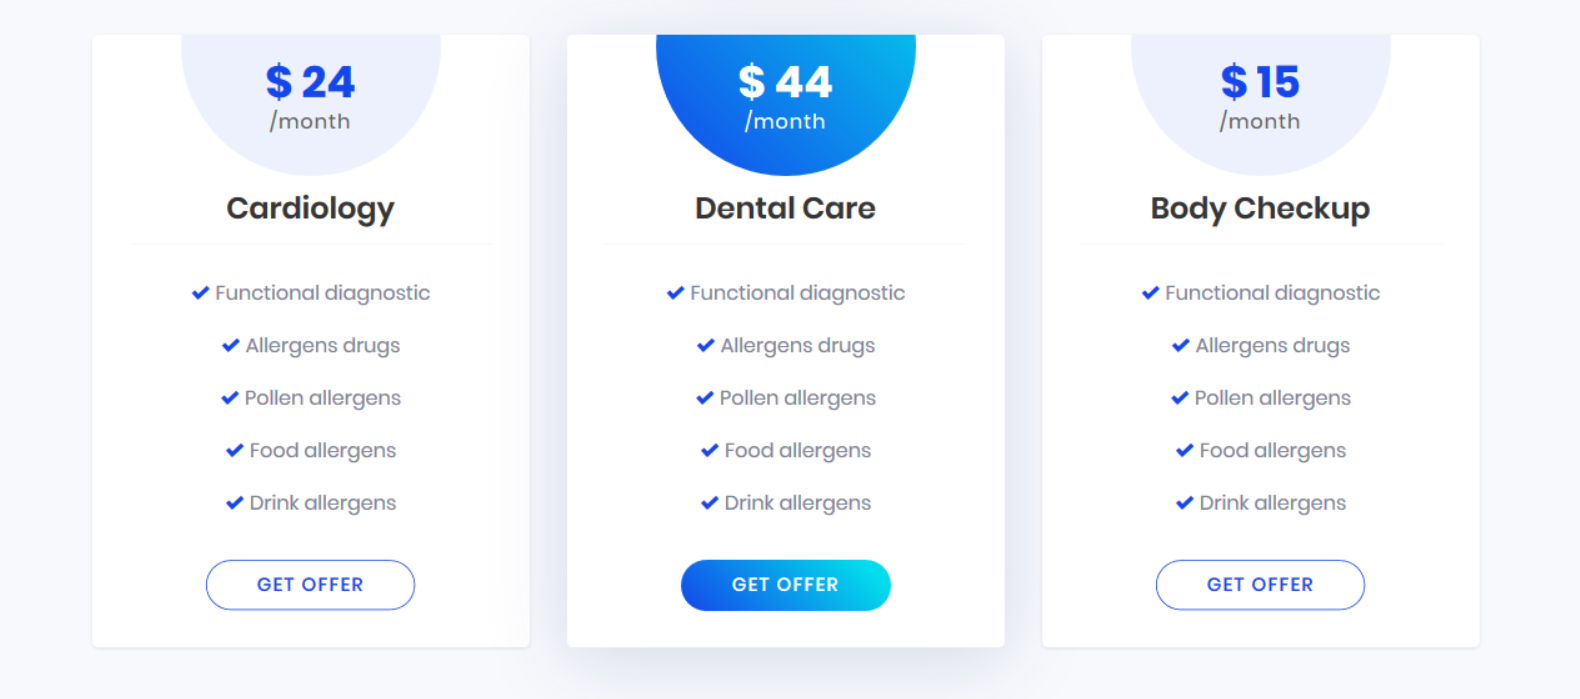 $ 24
/month
Cardiology
Functional diagnostic
Allergens drugs
Pollen allergens
Food allergens
Drink allergens
GET OFFER
$ 44
/month
Dental Care
Functional diagnostic
Allergens drugs
Pollen allergens
Food allergens
Drink allergens
GET OFFER
$ 15
/month
Body Checkup
Functional diagnostic
Allergens drugs
Pollen allergens
Food allergens
Drink allergens
GET OFFER